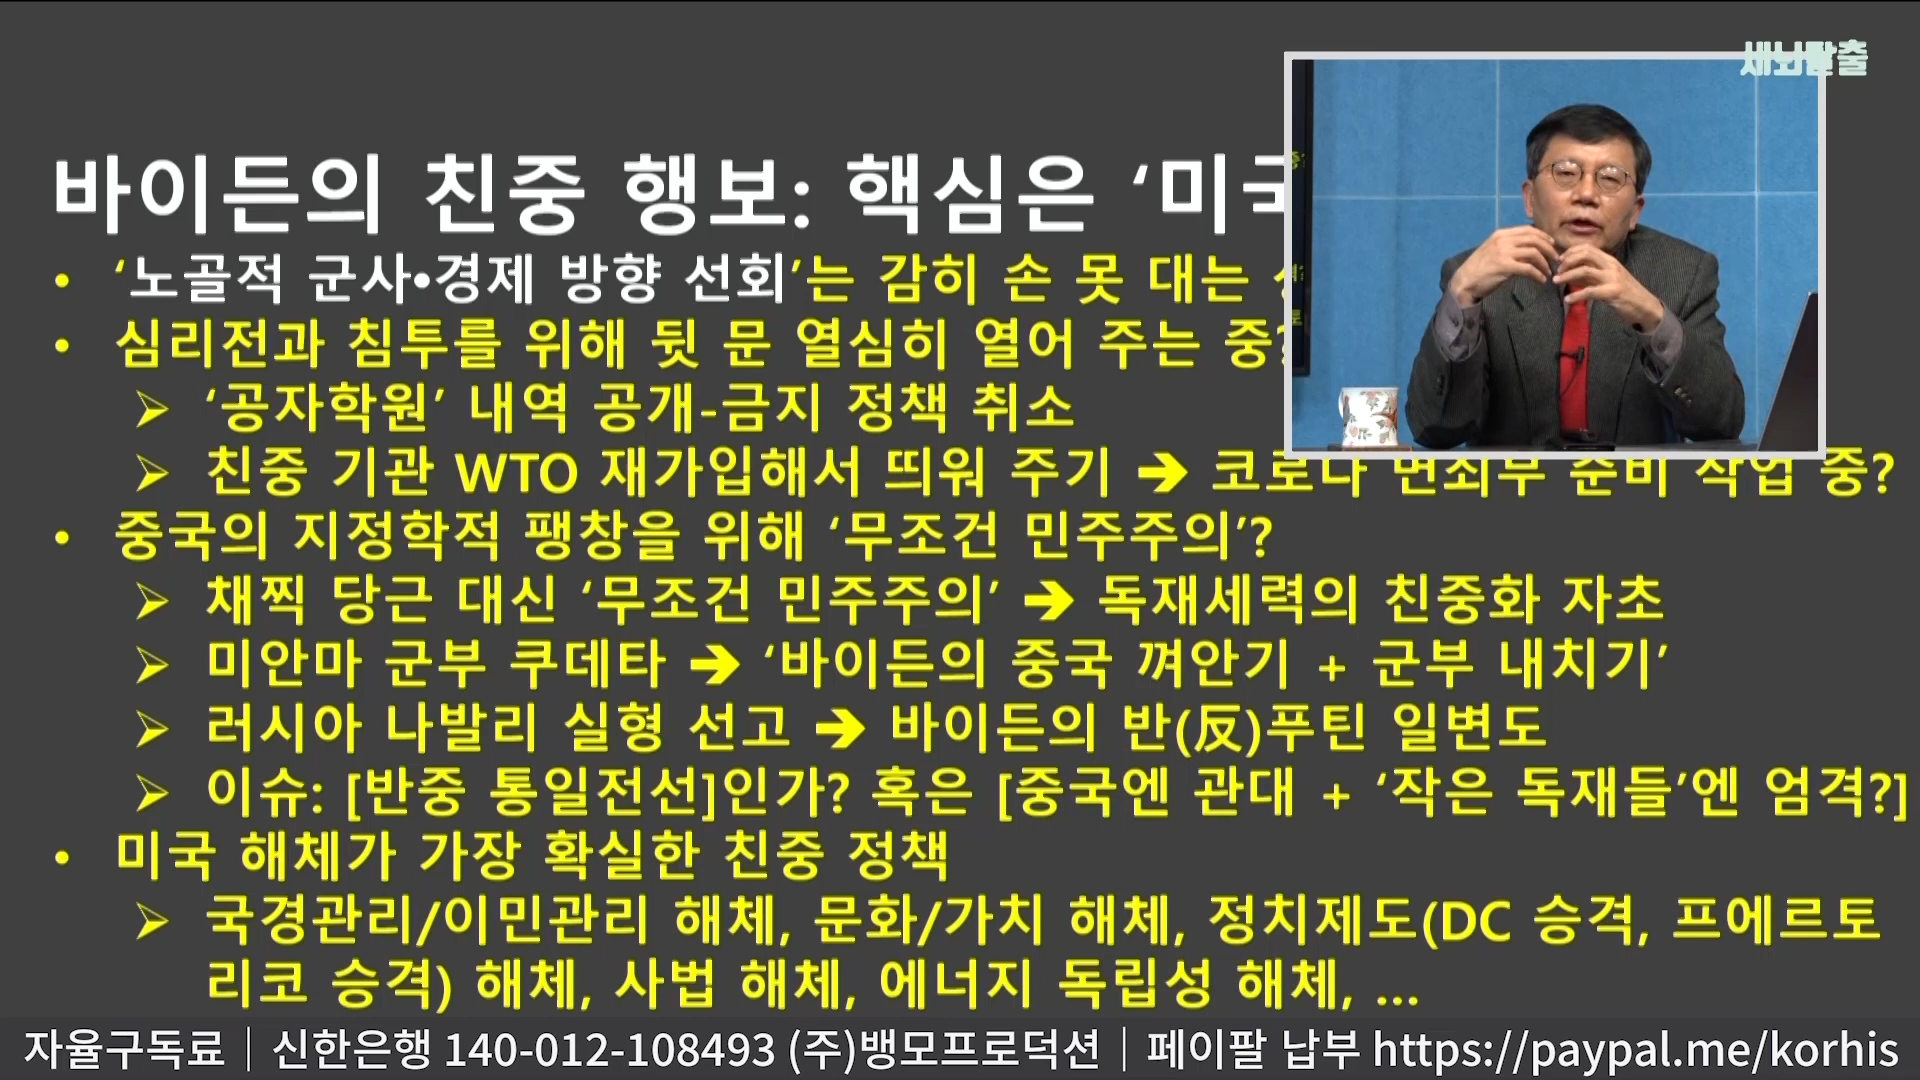 세뇌탈출
바이든의 친중 행보: 핵심은 ‘미국
• ‘노골적 군사•경제 방향 선회’는 감히 손 못 대는
• 심리전과 침투를 위해 뒷 문 열심히 열어 주는 중?
➢ ‘공자학원’ 내역 공개-금지 정책 취소
➢ 친중 기관 WTO 재가입해서 띄워 주기 ➔ 코로나 면죄부 준비 작업 중?
• 중국의 지정학적 팽창을 위해 ‘무조건 민주주의’?
➢ 채찍 당근 대신 ‘무조건 민주주의’ ➔ 독재세력의 친중화 자초
➢ 미안마 군부 쿠데타 ➔ ‘바이든의 중국 껴안기 + 군부 내치기’
➢ 러시아 나발리 실형 선고 ➔ 바이든의 반(反)푸틴 일변도
➢ 이슈: [반중 통일전선]인가? 혹은 [중국엔 관대 + ‘작은 독재들’엔 엄격?]
• 미국 해체가 가장 확실한 친중 정책
➢ 국경관리/이민관리 해체, 문화/가치 해체, 정치제도(DC 승격, 프에르토
리코 승격) 해체, 사법 해체, 에너지 독립성 해체, ...
자율구독료｜신한은행 140-012-108493 (주)뱅모프로덕션｜페이팔 납부 https://paypal.me/korhis